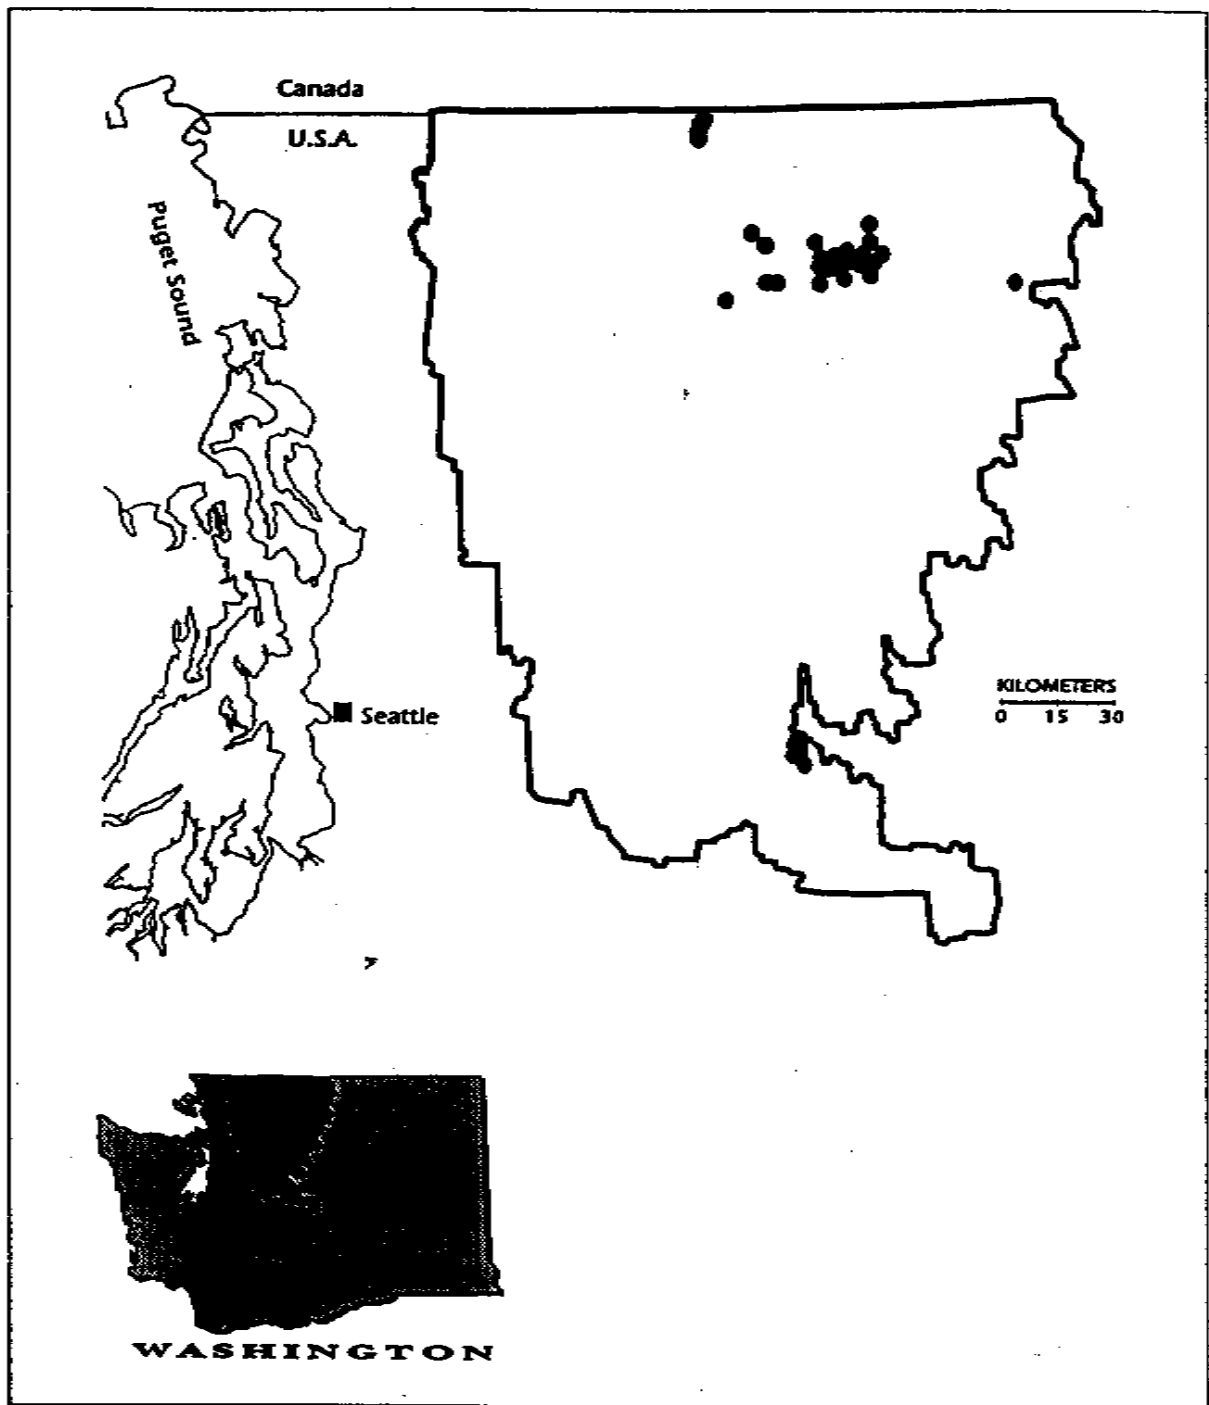 Canada
U.S.A.
Puget Sound
Seattle
KILOMETERS
0 15 30
WASHINGTON